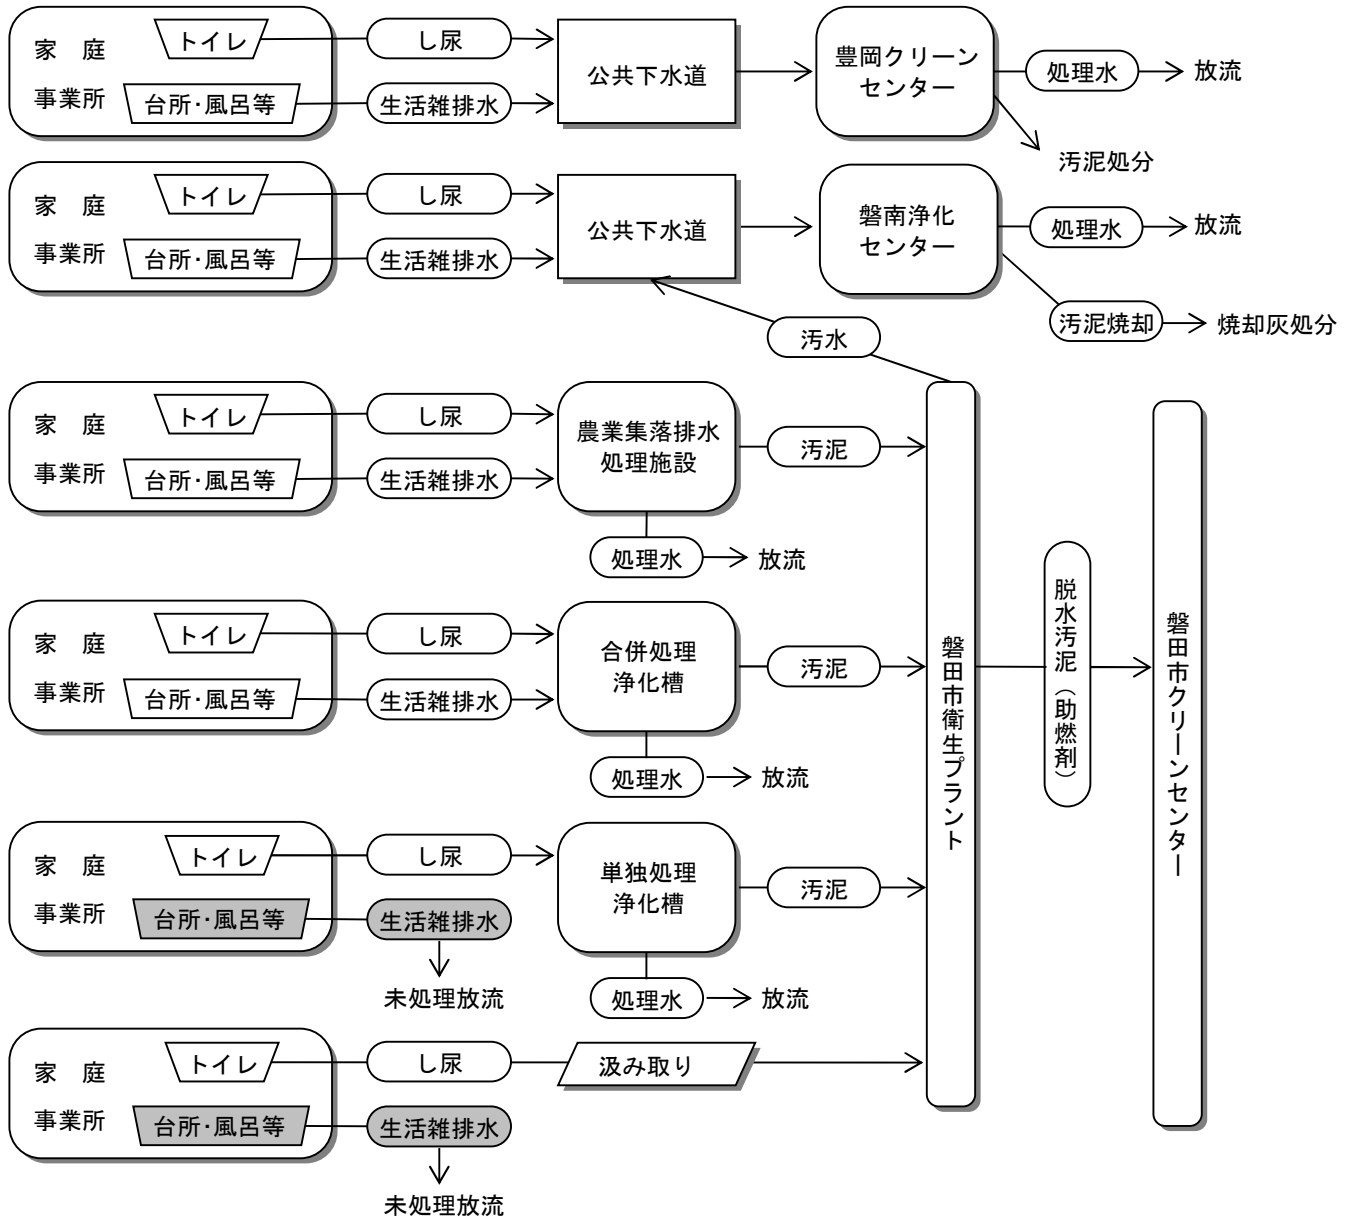 家　庭
事業所
トイレ
台所･風呂等
し尿
生活雑排水
公共下水道
豊岡クリーン
センター
処理水
放流
汚泥処分
家　庭
事業所
トイレ
台所･風呂等
し尿
生活雑排水
公共下水道
磐南浄化
センター
処理水
放流
汚泥焼却
焼却灰処分
汚水
家　庭
事業所
トイレ
台所･風呂等
し尿
生活雑排水
農業集落排水
処理施設
汚泥
処理水
放流
家　庭
事業所
トイレ
台所･風呂等
し尿
生活雑排水
合併処理
浄化槽
汚泥
処理水
放流
家　庭
事業所
トイレ
台所･風呂等
し尿
生活雑排水
未処理放流
単独処理
浄化槽
汚泥
処理水
放流
家　庭
事業所
トイレ
台所･風呂等
し尿
生活雑排水
未処理放流
汲み取り
磐田市衛生プラント
脱水汚泥（助燃剤）
磐田市クリーンセンター